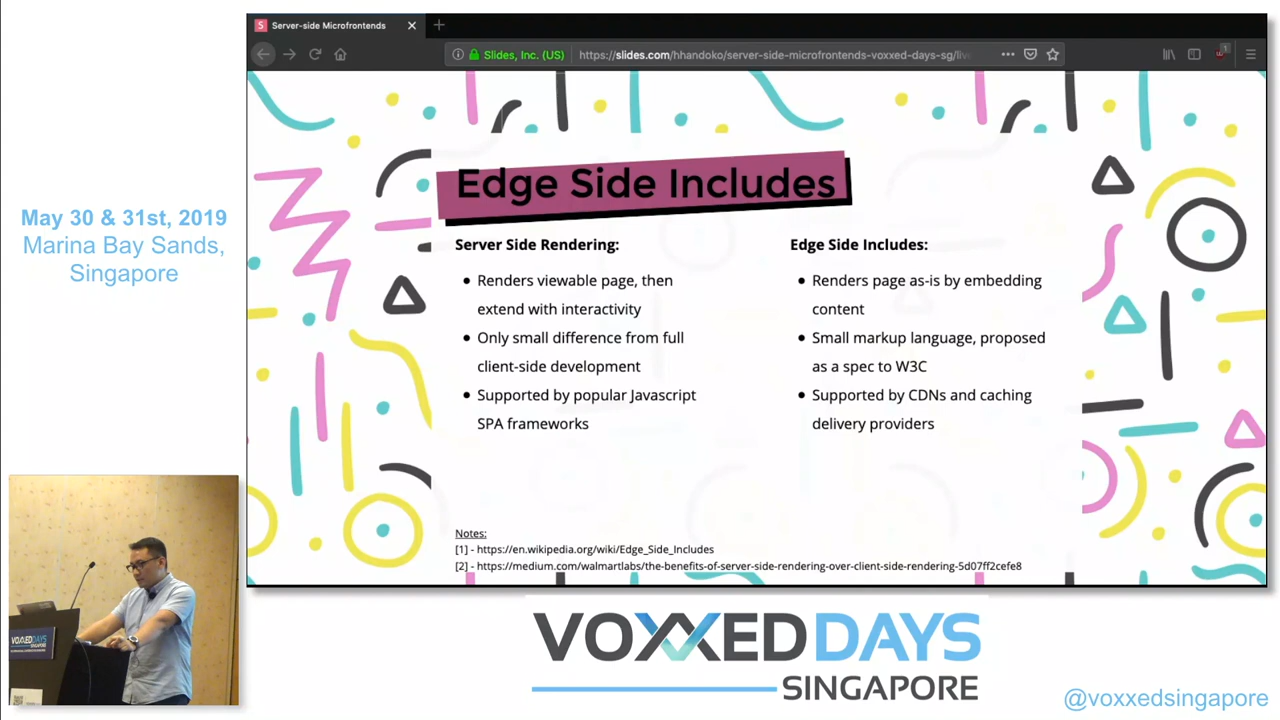 Server-side Microfrontends
Slides, Inc. (US)
https://slides.com/hhandoko/server-side-microfrontends-voxxed-days-sg/live
1
May 30 & 31st, 2019
Marina Bay Sands,
Singapore
Edge Side Includes
Server Side Rendering:
Renders viewable page, then
extend with interactivity
Only small difference from full
client-side development
Supported by popular Javascript
SPA frameworks
Edge Side Includes:
Renders page as-is by embedding
content
Small markup language, proposed
as a spec to W3C
Supported by CDNs and caching
delivery providers
Notes:
[1] - https://en.wikipedia.org/wiki/Edge_Side_Includes
[2] - https://medium.com/walmartlabs/the-benefits-of-server-side-rendering-over-client-side-rendering-5d07ff2cefe8
VOXXED DAYS
SINGAPORE
VOXXED DAYS
SINGAPORE
@voxxedsingapore